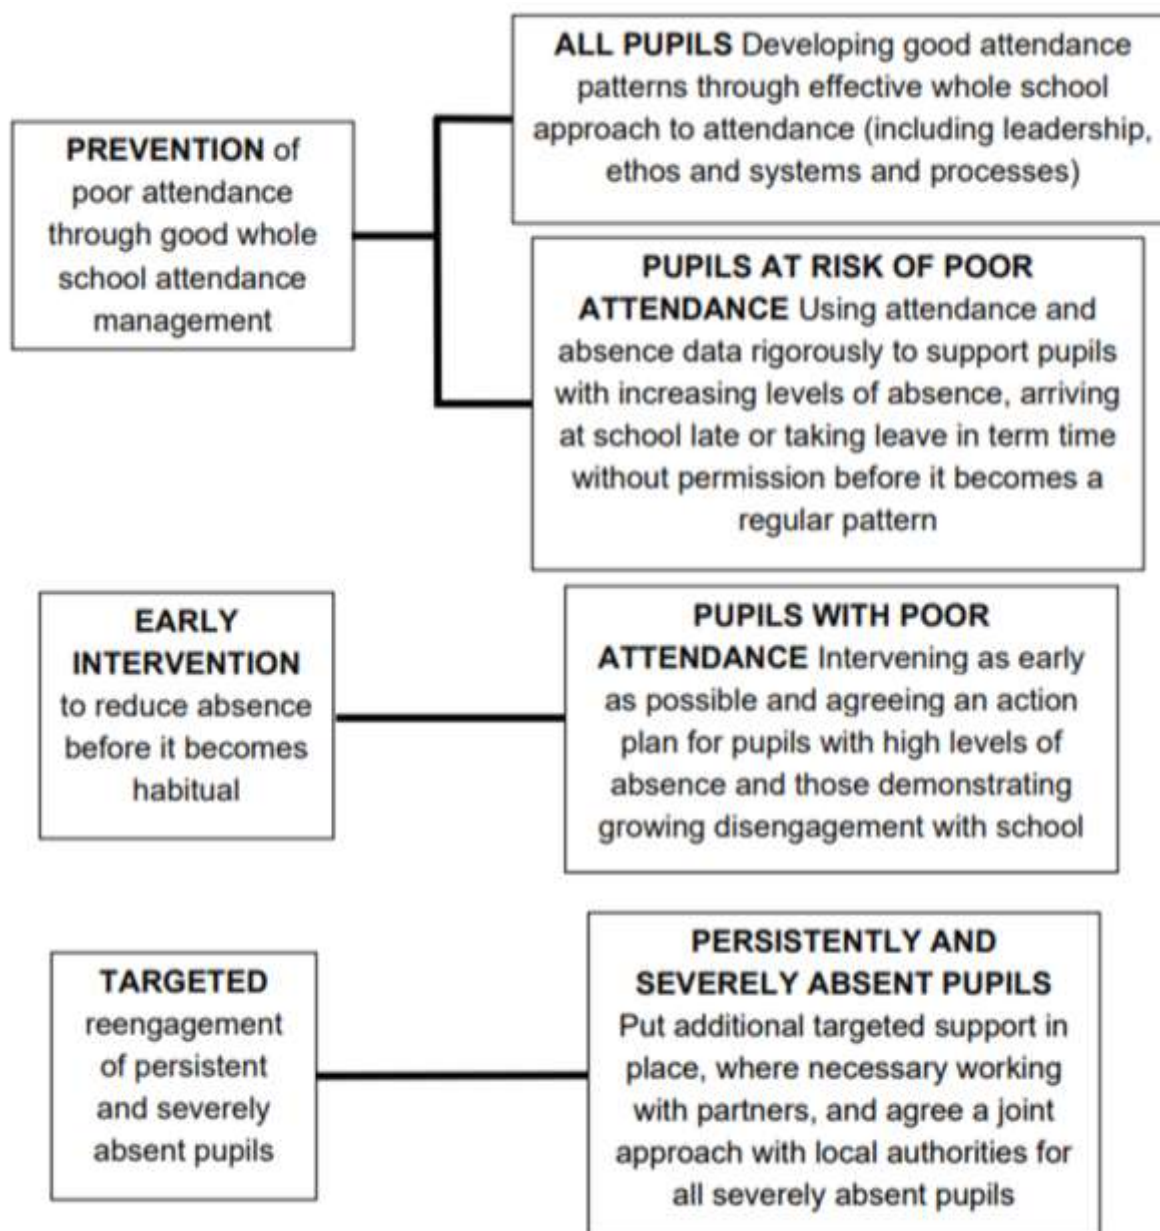 PREVENTION of
poor attendance
through good whole
school attendance
management
ALL PUPILS Developing good attendance
patterns through effective whole school
approach to attendance (including leadership,
ethos and systems and processes)
PUPILS AT RISK OF POOR
ATTENDANCE Using attendance and
absence data rigorously to support pupils
with increasing levels of absence, arriving
at school late or taking leave in term time
without permission before it becomes a
regular pattern
EARLY
INTERVENTION
to reduce absence
before it becomes
habitual
PUPILS WITH POOR
ATTENDANCE Intervening as early
as possible and agreeing an action
plan for pupils with high levels of
absence and those demonstrating
growing disengagement with school
TARGETED
reengagement
of persistent
and severely
absent pupils
PERSISTENTLY AND
SEVERELY ABSENT PUPILS
Put additional targeted support in
place, where necessary working
with partners, and agree a joint
approach with local authorities for
all severely absent pupils